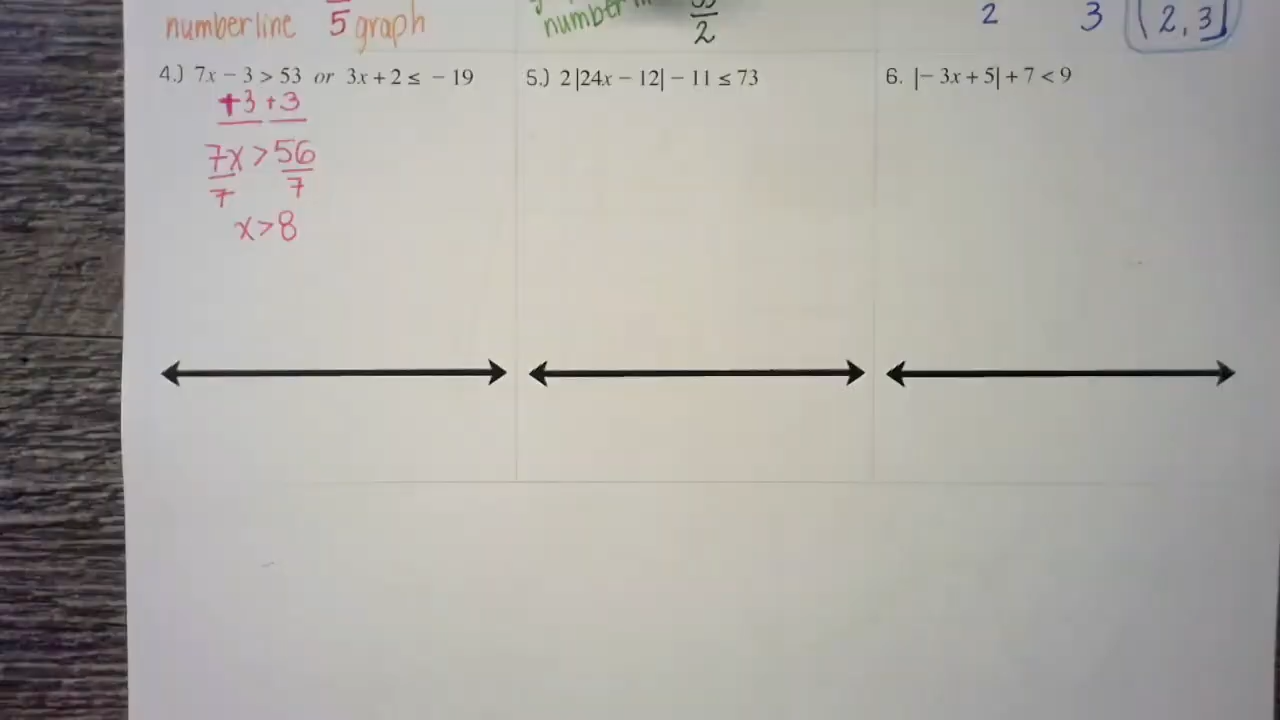 numberline 5 graph
number
2
2 3 (2,3]
4.) 7x − 3 > 53 or 3x + 2 ≤ − 19
+3 +3
7x > 56
7 7
x > 8
5.) 2|24x − 12| − 11 ≤ 73
6. |− 3x + 5| + 7 < 9